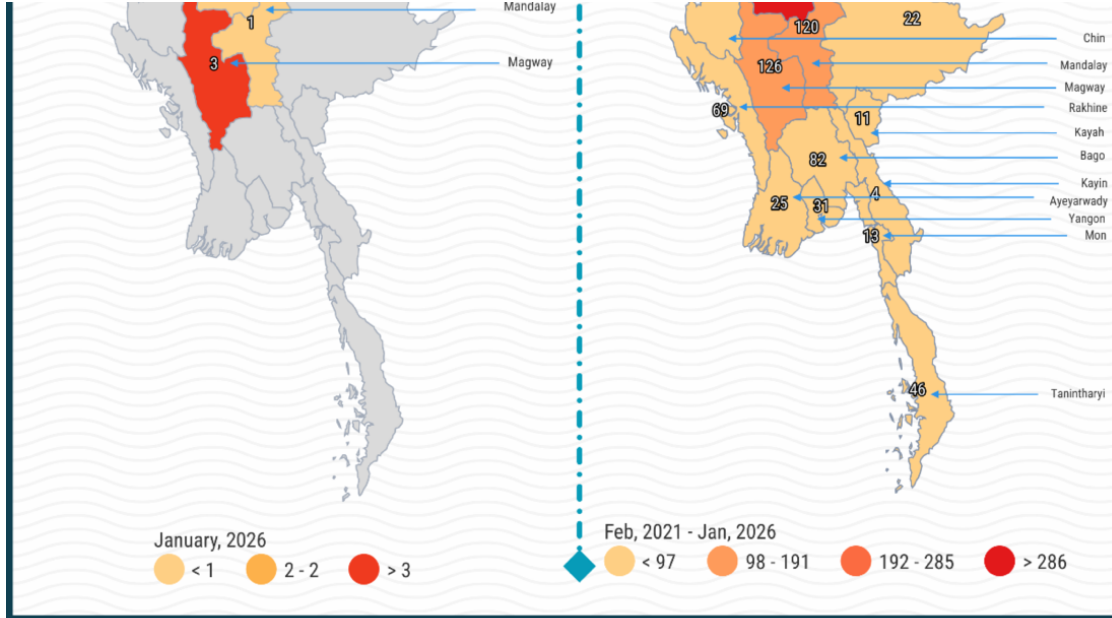 Mandalay
1
3
Magway
January, 2026
< 1
2 - 2
> 3
120
22
Chin
126
Mandalay
Magway
69
Rakhine
11
Kayah
82
Bago
4
Kayin
25
Ayeyarwady
31
Yangon
13
Mon
46
Tanintharyi
Feb, 2021 - Jan, 2026
< 97
98 - 191
192 - 285
> 286